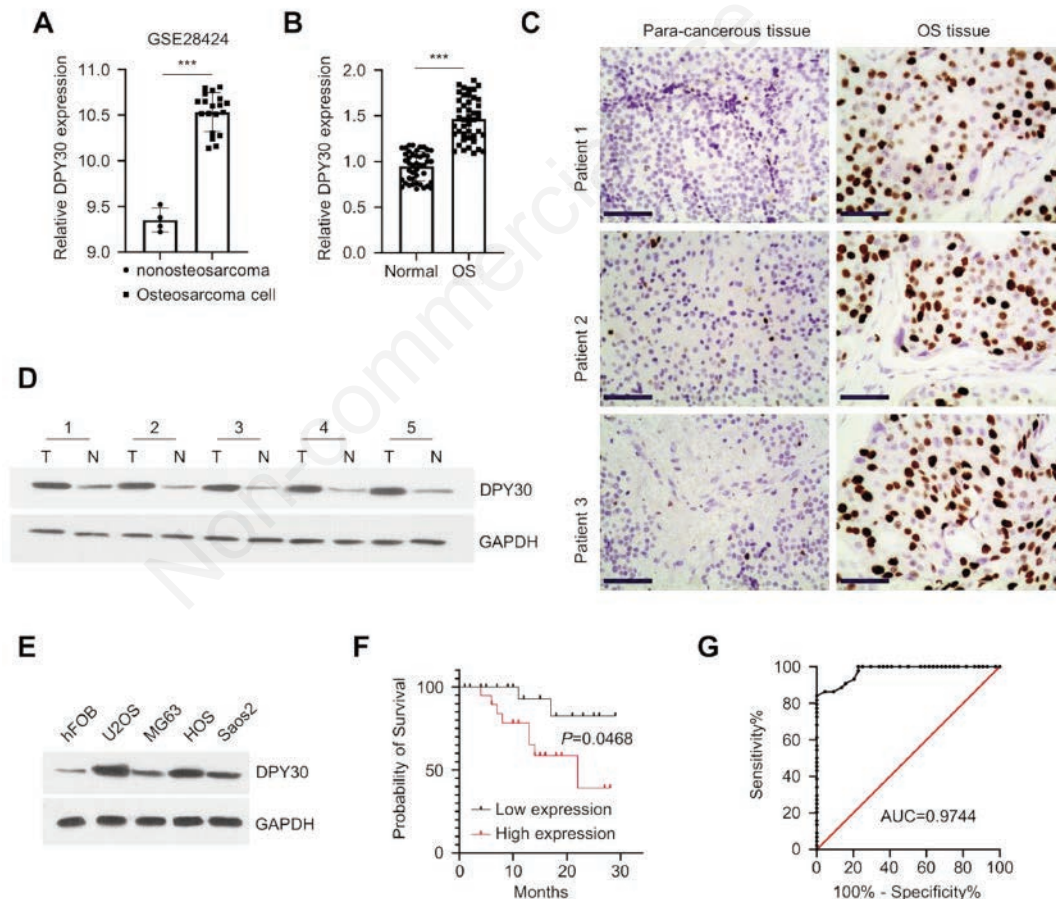 A
GSE28424
***
Relative DPY30 expression
11.0
10.5
10.0
9.5
9.0
nonosteosarcoma
Osteosarcoma cell
B
***
Relative DPY30 expression
2.0
1.5
1.0
0.5
0.0
Normal OS
C
Para-cancerous tissue OS tissue
Patient 1
Patient 2
Patient 3
D
1 2 3 4 5
T N T N T N T N T N
DPY30
GAPDH
E
hFOB U2OS MG63 HOS Saos2
DPY30
GAPDH
F
Probability of Survival
100
50
0
P=0.0468
Low expression
High expression
0 10 20 30
Months
G
Sensitivity%
100
80
60
40
20
0
AUC=0.9744
0 20 40 60 80 100
100% - Specificity%
Non-commercial use